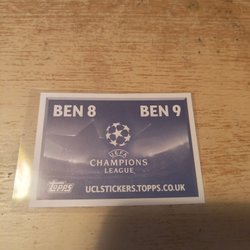 BEN 8 BEN 9
UEFA
CHAMPIONS
LEAGUE
Topps UCLSTICKERS.TOPPS.CO.UK